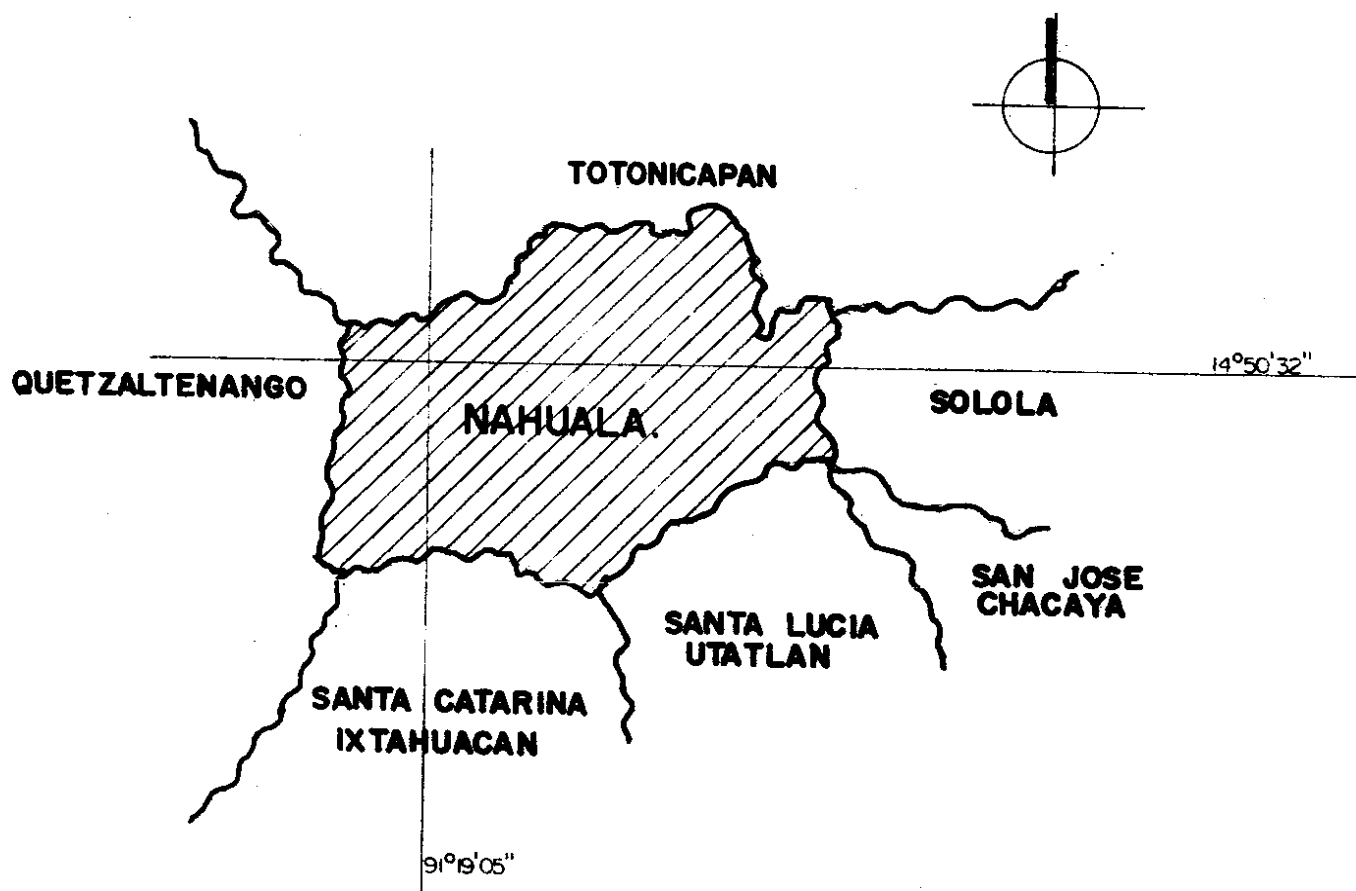 TOTONICAPAN
14°50'32"
QUETZALTENANGO
SOLOLA
NAHUALA.
SAN JOSE
CHACAYA
SANTA LUCIA
UTATLAN
SANTA CATARINA
IXTAHUACAN
91°19'05"